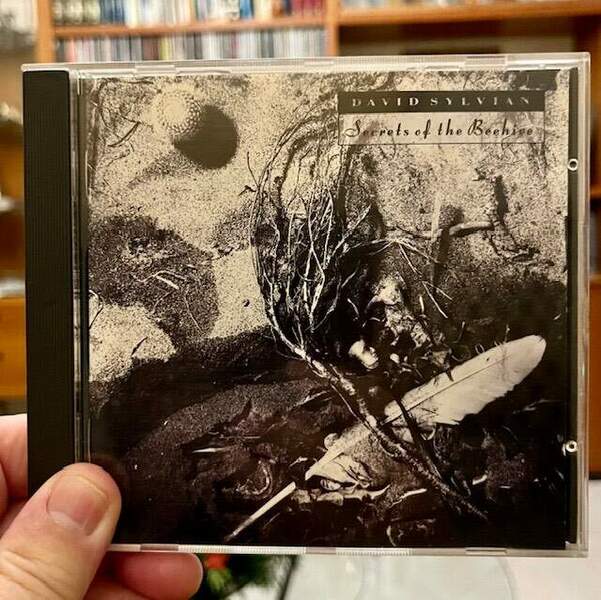 DAVID SYLVIAN
Secrets of the Beehive